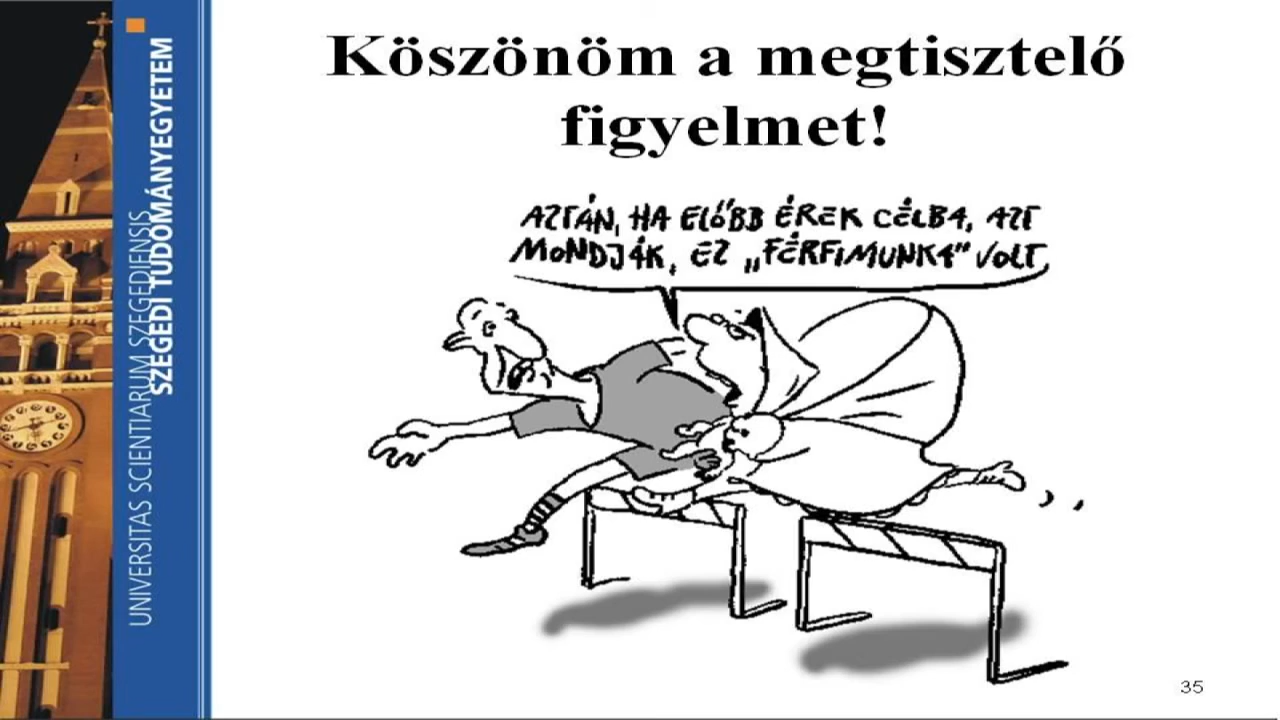 Köszönöm a megtisztelő
figyelmet!
AZTÁN, HA ELŐBB ÉREK CÉLBA, AZT
MONDJÁK, EZ „FÉRFIMUNKA” VOLT.
SZEGEDI TUDOMÁNYEGYETEM
UNIVERSITAS SCIENTIARUM SZEGEDIENSIS
35